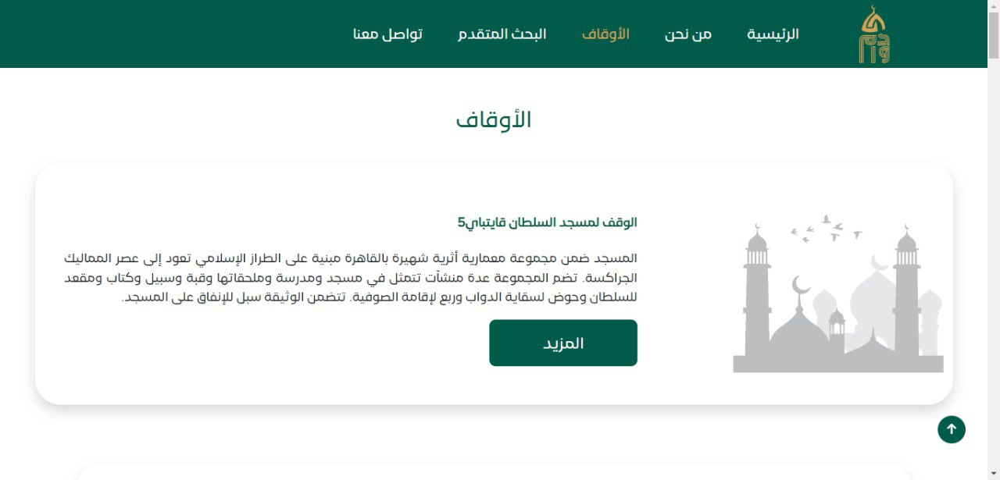 الرئيسية
من نحن
الأوقاف
البحث المتقدم
تواصل معنا
الأوقاف
الوقف لمسجد السلطان قايتباي5
المسجد ضمن مجموعة معمارية أثرية شهيرة بالقاهرة مبنية على الطراز الإسلامي تعود إلى عصر المماليك
الجراكسة. تضم المجموعة عدة منشآت تتمثل في مسجد ومدرسة وملحقاتها وقبة وسبيل وكتاب ومقعد
للسلطان وحوض لسقاية الدواب وربع لإقامة الصوفية. تتضمن الوثيقة سبل للإنفاق على المسجد.
المزيد